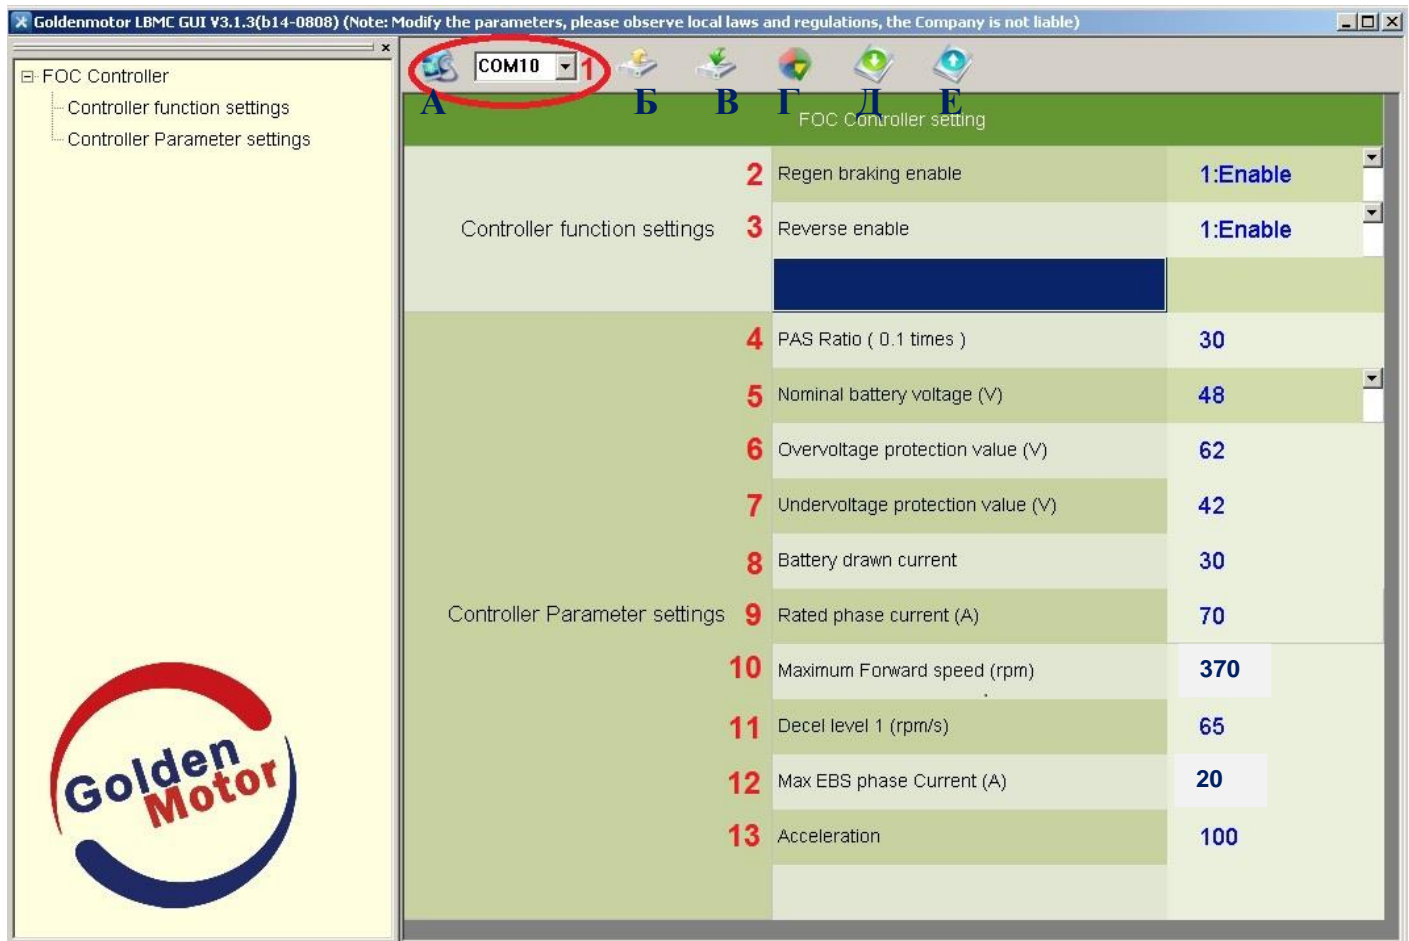 Goldenmotor LBMC GUI V3.1.3(b14-0808) (Note: Modify the parameters, please observe local laws and regulations, the Company is not liable)
FOC Controller
Controller function settings
Controller Parameter settings
COM10 1
А Б В Г Д Е
FOC Controller setting
Controller function settings
2 Regen braking enable 1:Enable
3 Reverse enable 1:Enable
Controller Parameter settings
4 PAS Ratio ( 0.1 times ) 30
5 Nominal battery voltage (V) 48
6 Overvoltage protection value (V) 62
7 Undervoltage protection value (V) 42
8 Battery drawn current 30
9 Rated phase current (A) 70
10 Maximum Forward speed (rpm) 370
11 Decel level 1 (rpm/s) 65
12 Max EBS phase Current (A) 20
13 Acceleration 100
Golden
Motor